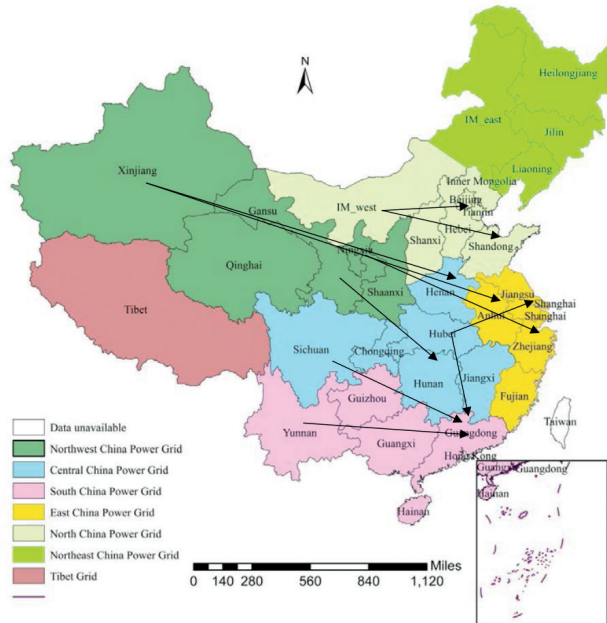 N
Heilongjiang
IM_east
Jilin
Liaoning
Xinjiang
Inner Mongolia
Beijing
Tianjin
IM_west
Gansu
Hebei
Shanxi
Shandong
Ningxia
Qinghai
Shaanxi
Henan
Jiangsu
Shanghai
Anhui
Shanghai
Tibet
Hubei
Zhejiang
Sichuan
Chongqing
Hunan
Jiangxi
Guizhou
Fujian
Yunnan
Guangxi
Guangdong
Taiwan
Hong Kong
Hainan
Guangxi
Guangdong
Hainan
Data unavailable
Northwest China Power Grid
Central China Power Grid
South China Power Grid
East China Power Grid
North China Power Grid
Northeast China Power Grid
Tibet Grid
Miles
0 140 280 560 840 1,120